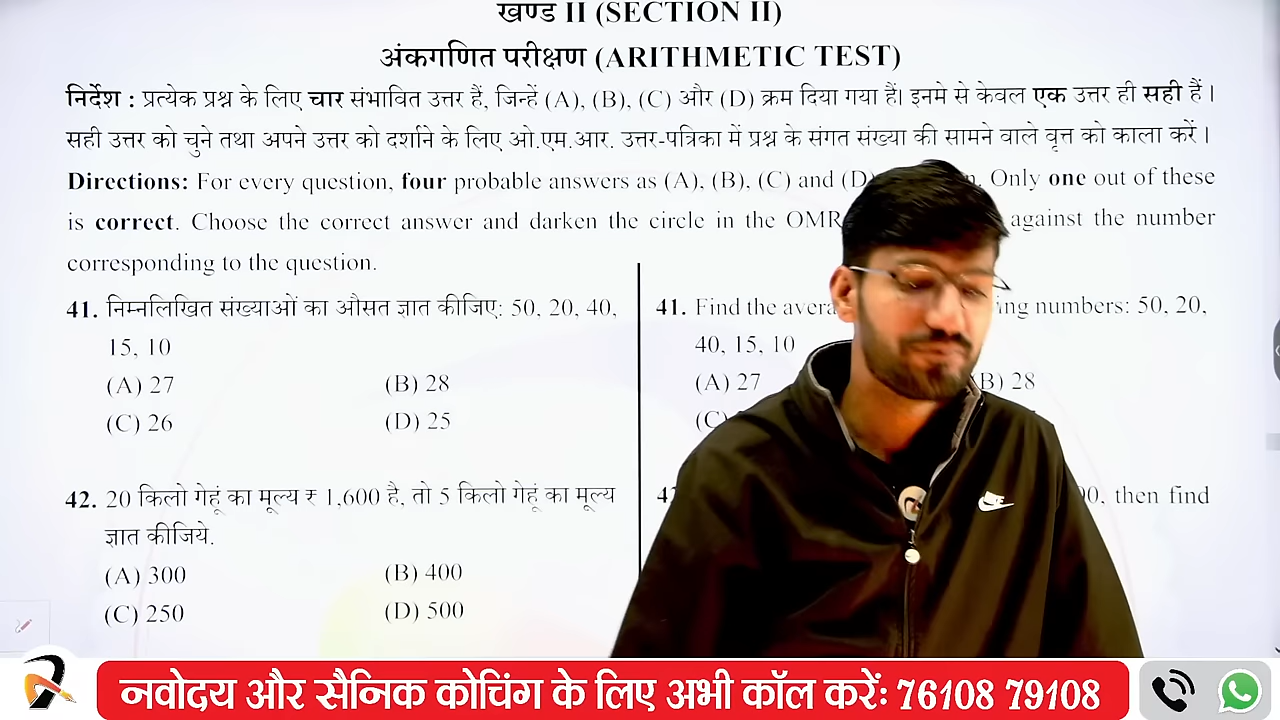 खण्ड II (SECTION II)
अंकगणित परीक्षण (ARITHMETIC TEST)
निर्देश : प्रत्येक प्रश्न के लिए चार संभावित उत्तर हैं, जिन्हें (A), (B), (C) और (D) क्रम दिया गया हैं। इनमे से केवल एक उत्तर ही सही हैं।
सही उत्तर को चुने तथा अपने उत्तर को दर्शाने के लिए ओ.एम.आर. उत्तर-पत्रिका में प्रश्न के संगत संख्या की सामने वाले वृत्त को काला करें।
Directions: For every question, four probable answers as (A), (B), (C) and (D) Only one out of these
is correct. Choose the correct answer and darken the circle in the OMR against the number
corresponding to the question.
41. निम्नलिखित संख्याओं का औसत ज्ञात कीजिए: 50, 20, 40,
15, 10
(A) 27 (B) 28
(C) 26 (D) 25
42. 20 किलो गेहूं का मूल्य ₹ 1,600 है, तो 5 किलो गेहूं का मूल्य
ज्ञात कीजिये.
(A) 300 (B) 400
(C) 250 (D) 500
41. Find the numbers: 50, 20,
40, 15, 10
(A) 27 (B) 28
(C)
then find
नवोदय और सैनिक कोचिंग के लिए अभी कॉल करें: 76108 79108